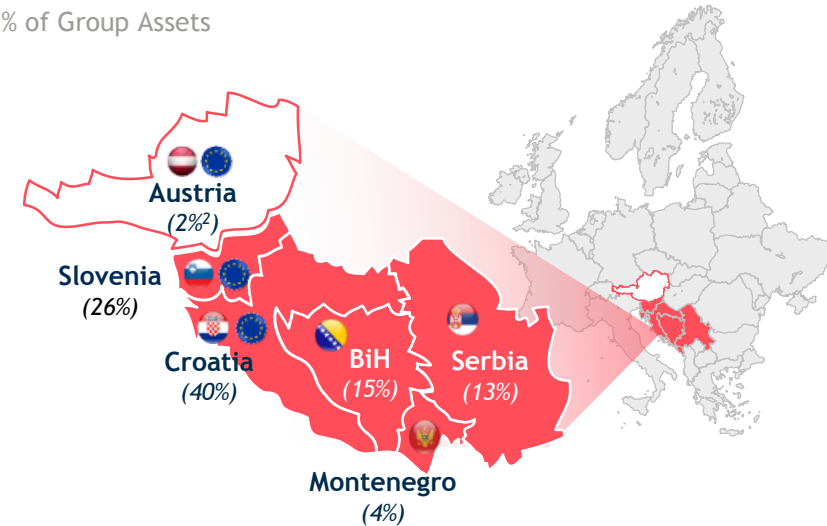 % of Group Assets
Austria
(2%²)
Slovenia
(26%)
Croatia
(40%)
BiH
(15%)
Serbia
(13%)
Montenegro
(4%)